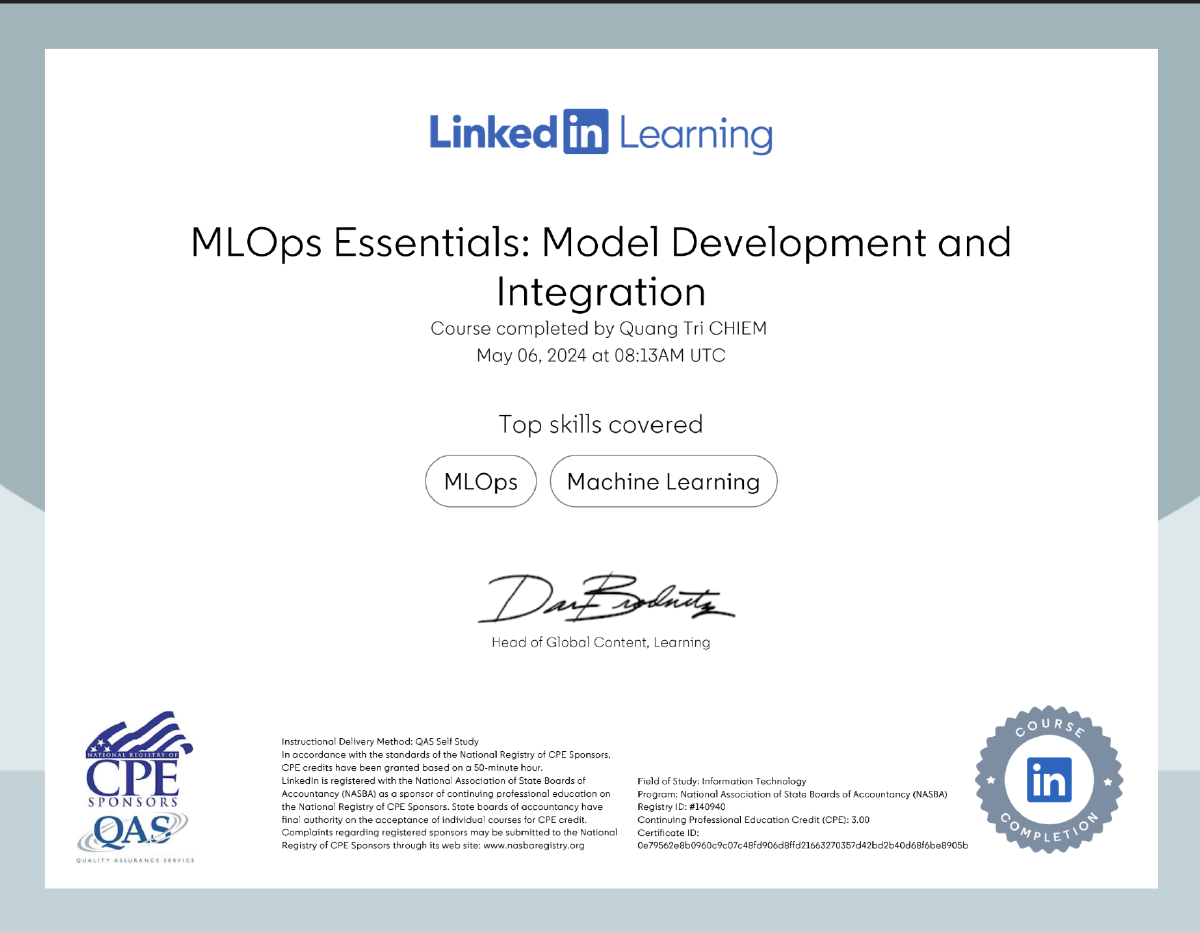 Linked in Learning
MLOps Essentials: Model Development and
Integration
Course completed by Quang Tri CHIEM
May 06, 2024 at 08:13AM UTC
Top skills covered
MLOps
Machine Learning
Head of Global Content, Learning
NATIONAL REGISTRY OF
CPE
SPONSORS
QAS
QUALITY ASSURANCE SERVICE
Instructional Delivery Method: QAS Self Study
In accordance with the standards of the National Registry of CPE Sponsors,
CPE credits have been granted based on a 50-minute hour.
LinkedIn is registered with the National Association of State Boards of
Accountancy (NASBA) as a sponsor of continuing professional education on
the National Registry of CPE Sponsors. State boards of accountancy have
final authority on the acceptance of individual courses for CPE credit.
Complaints regarding registered sponsors may be submitted to the National
Registry of CPE Sponsors through its web site: www.nasbaregistry.org
Field of Study: Information Technology
Program: National Association of State Boards of Accountancy (NASBA)
Registry ID: #140940
Continuing Professional Education Credit (CPE): 3.00
Certificate ID:
0e79562e8b0960c9c07c48fd906d8ffd21663270357d42bd2b40d68f6be8905b
COURSE
in
COMPLETION